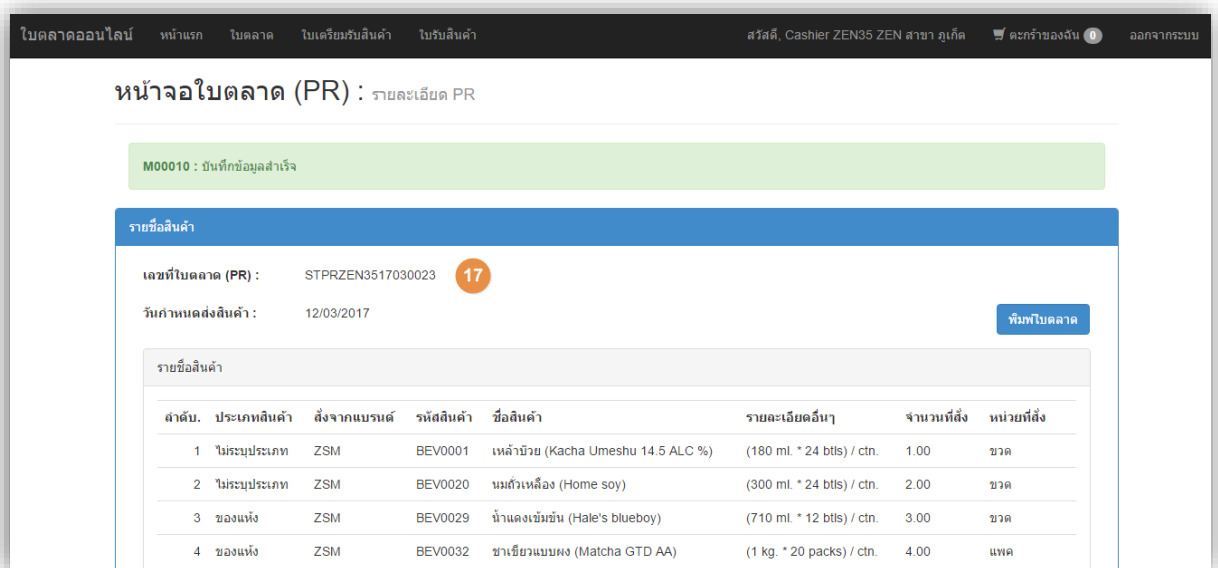 ใบตลาดออนไลน์ หน้าแรก ใบตลาด ใบเตรียมรับสินค้า ใบรับสินค้า สวัสดี, Cashier ZEN35 ZEN สาขา ภูเก็ต ตะกร้าของฉัน 0 ออกจากระบบ
หน้าจอใบตลาด (PR) : รายละเอียด PR
M00010 : บันทึกข้อมูลสำเร็จ
รายชื่อสินค้า
เลขที่ใบตลาด (PR) : STPRZEN3517030023 17
วันกำหนดส่งสินค้า : 12/03/2017
พิมพ์ใบตลาด
รายชื่อสินค้า
ลำดับ. ประเภทสินค้า สั่งจากแบรนด์ รหัสสินค้า ชื่อสินค้า รายละเอียดอื่นๆ จำนวนที่สั่ง หน่วยที่สั่ง
1 ไม่ระบุประเภท ZSM BEV0001 เหล้าบ๊วย (Kacha Umeshu 14.5 ALC %) (180 ml. * 24 btls) / ctn. 1.00 ขวด
2 ไม่ระบุประเภท ZSM BEV0020 นมถั่วเหลือง (Home soy) (300 ml. * 24 btls) / ctn. 2.00 ขวด
3 ของแห้ง ZSM BEV0029 น้ำแดงเข้มข้น (Hale's blueboy) (710 ml. * 12 btls) / ctn. 3.00 ขวด
4 ของแห้ง ZSM BEV0032 ชาเขียวแบบผง (Matcha GTD AA) (1 kg. * 20 packs) / ctn. 4.00 แพค